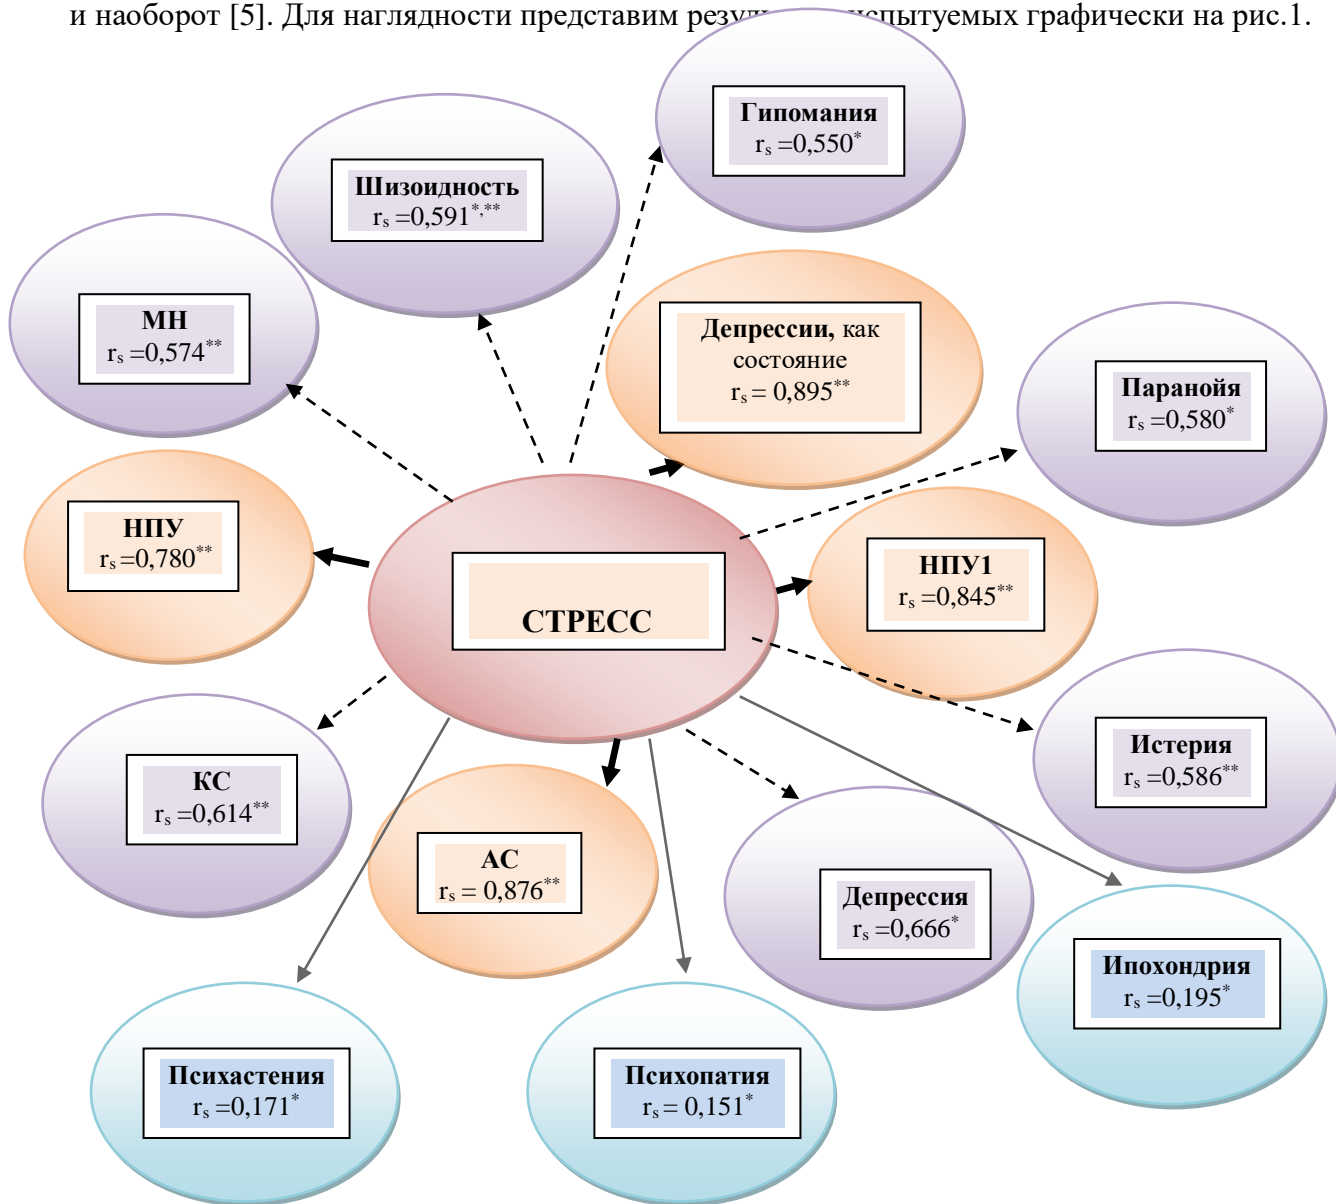 и наоборот [5]. Для наглядности представим испытуемых графически на рис.1.
Гипомания
rₛ =0,550*
Шизоидность
rₛ =0,591*,**
МН
rₛ =0,574**
Депрессии, как
состояние
rₛ = 0,895**
Паранойя
rₛ =0,580*
НПУ
rₛ =0,780**
НПУ1
rₛ =0,845**
СТРЕСС
Истерия
rₛ =0,586**
КС
rₛ =0,614**
АС
rₛ = 0,876**
Депрессия
rₛ =0,666*
Ипохондрия
rₛ =0,195*
Психастения
rₛ =0,171*
Психопатия
rₛ = 0,151*